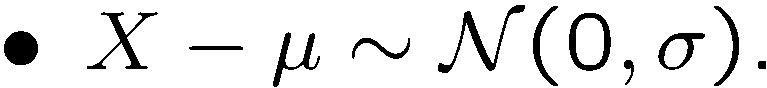 • X − μ ∼ 𝒩(0, σ).